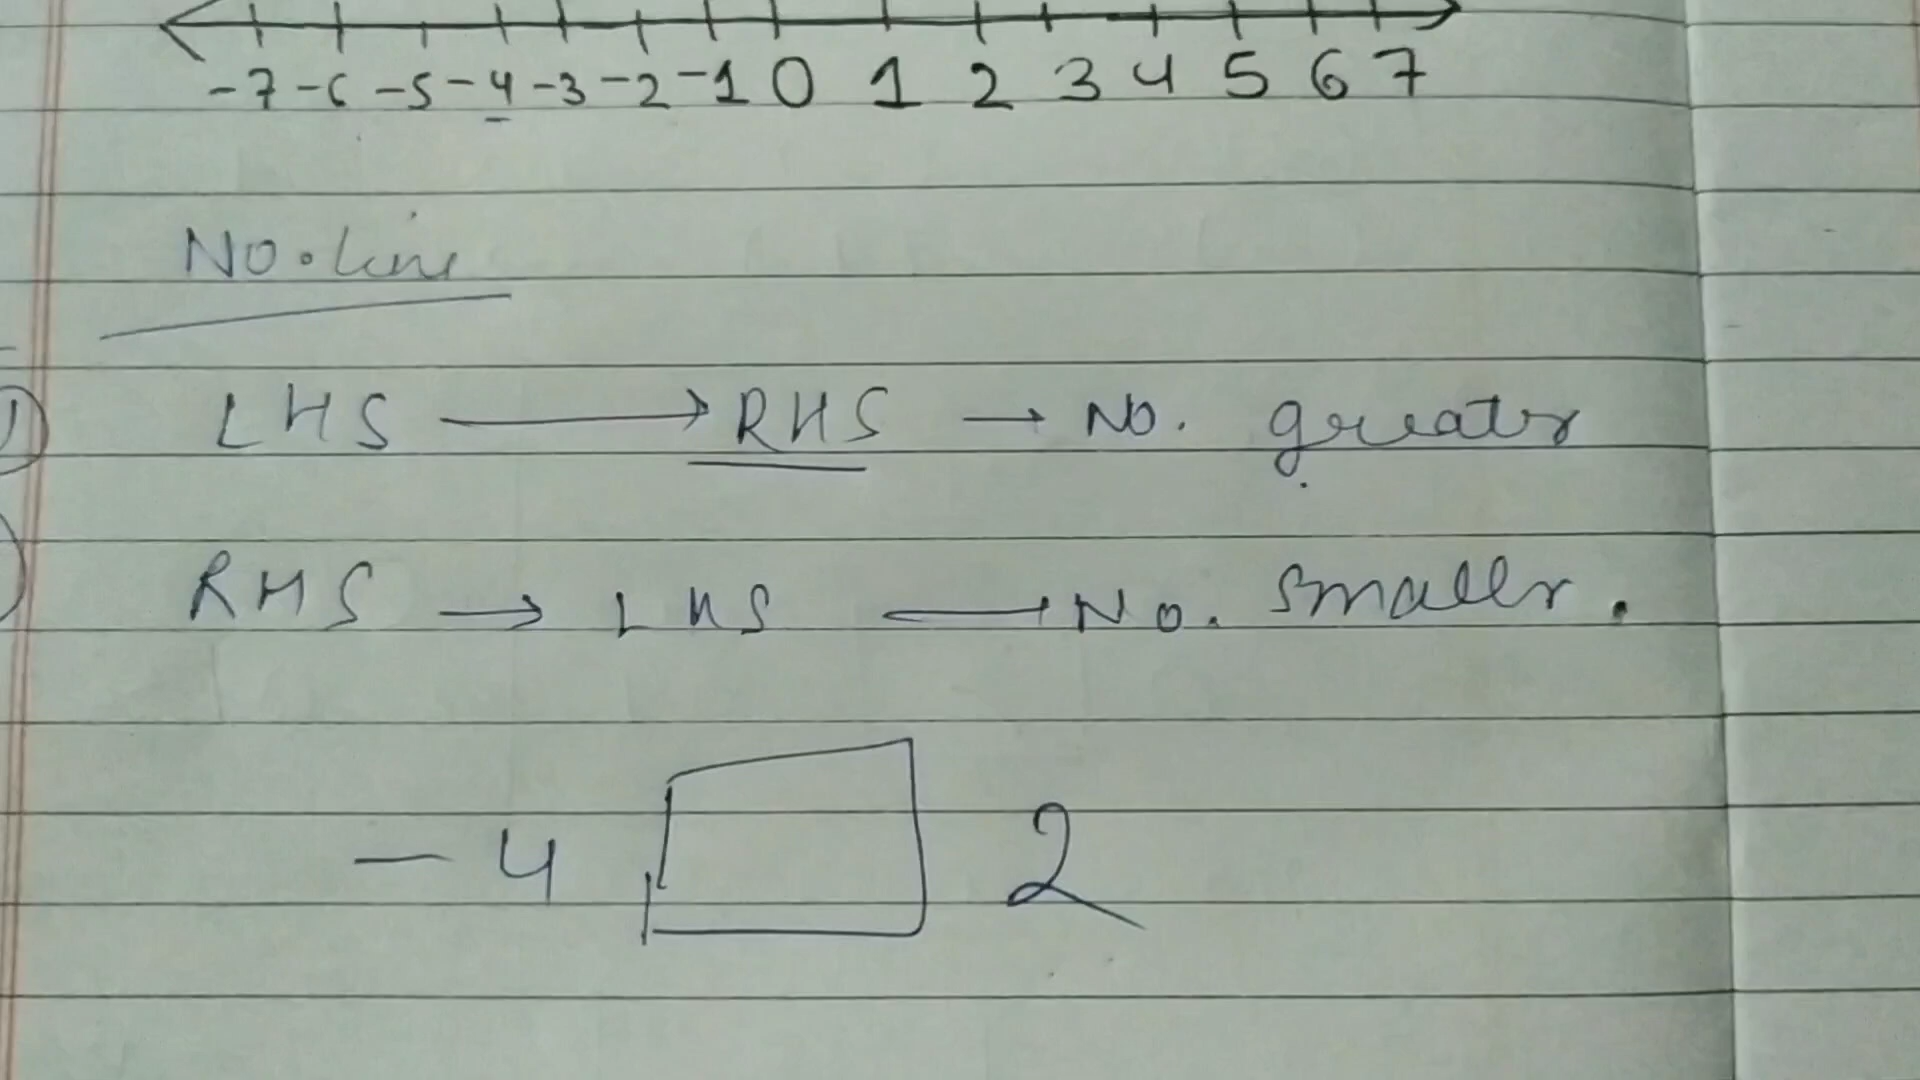 -7 -6 -5 -4 -3 -2 -1 0 1 2 3 4 5 6 7
No. line
1 LHS → RHS → No. greater
RHS → LHS — No. smaller.
-4 □ 2